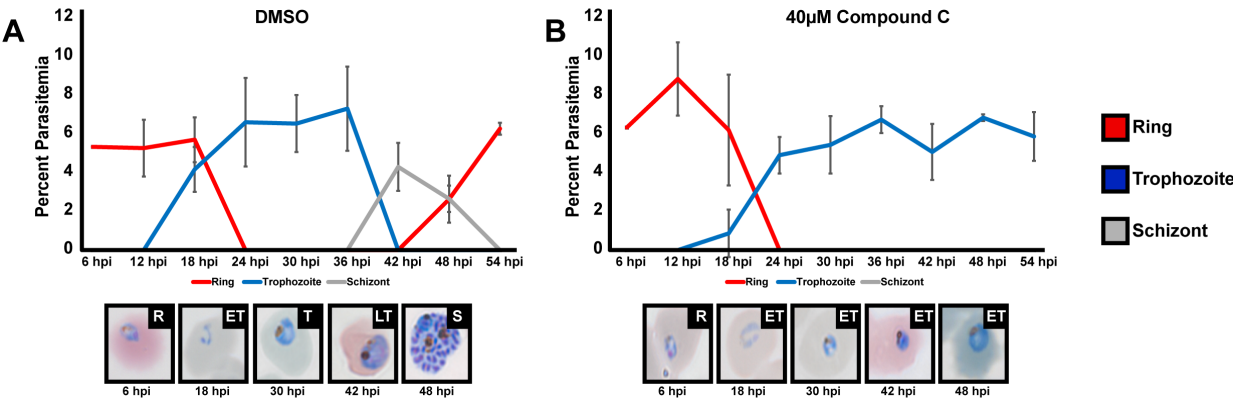 A
DMSO
Percent Parasitemia
12
10
8
6
4
2
0
6 hpi 12 hpi 18 hpi 24 hpi 30 hpi 36 hpi 42 hpi 48 hpi 54 hpi
Ring Trophozoite Schizont
R ET T LT S
6 hpi 18 hpi 30 hpi 42 hpi 48 hpi
B
40μM Compound C
Percent Parasitemia
12
10
8
6
4
2
0
6 hpi 12 hpi 18 hpi 24 hpi 30 hpi 36 hpi 42 hpi 48 hpi 54 hpi
Ring Trophozoite Schizont
R ET ET ET ET
6 hpi 18 hpi 30 hpi 42 hpi 48 hpi
Ring
Trophozoite
Schizont